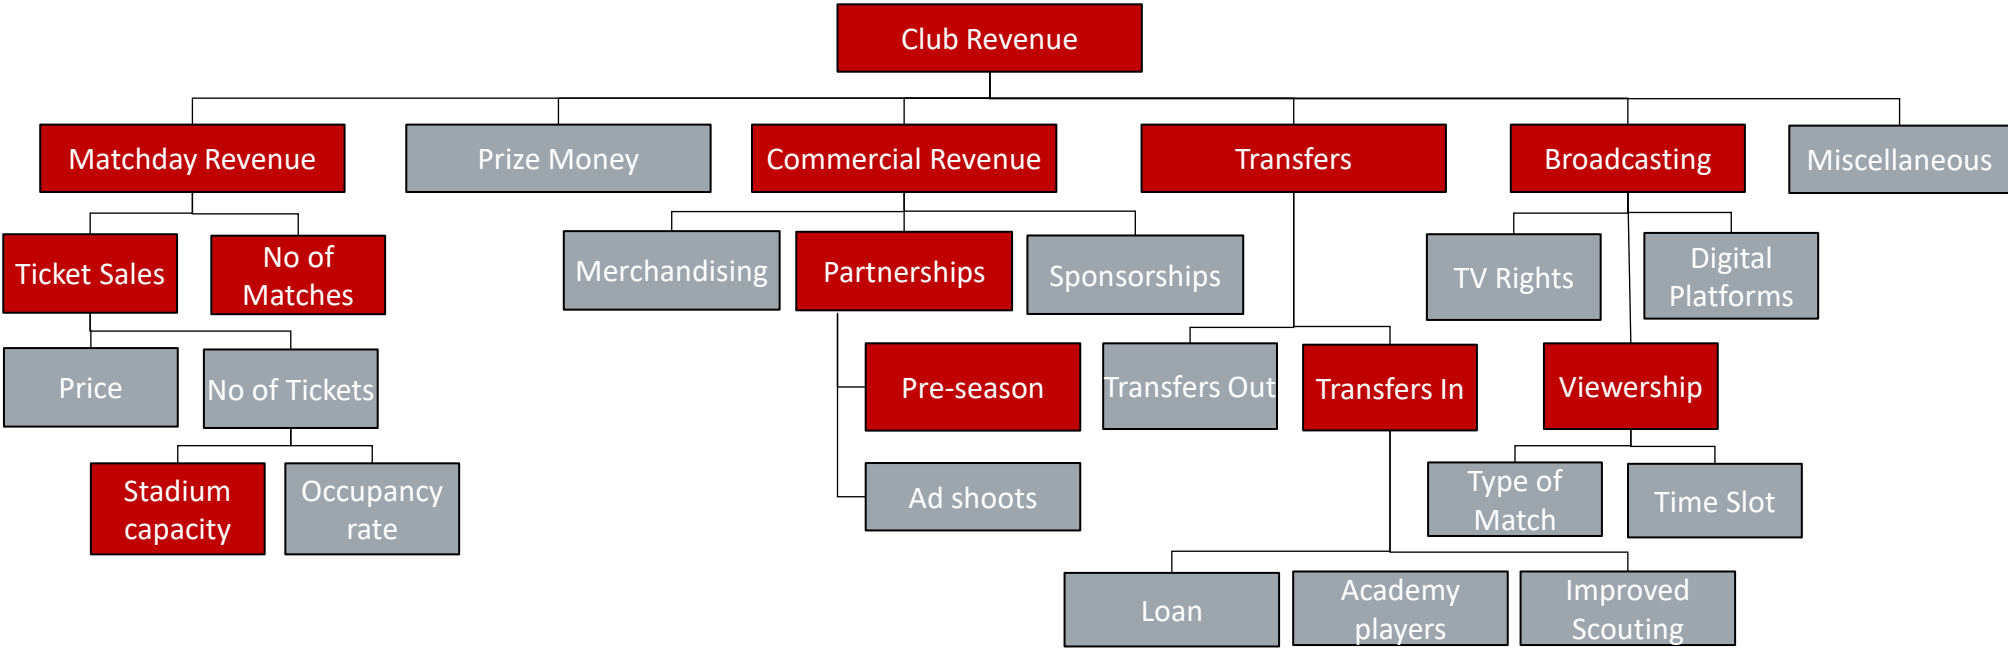 Club Revenue
Matchday Revenue
Prize Money
Commercial Revenue
Transfers
Broadcasting
Miscellaneous
Ticket Sales
No of
Matches
Merchandising
Partnerships
Sponsorships
TV Rights
Digital
Platforms
Price
No of Tickets
Pre-season
Transfers Out
Transfers In
Viewership
Stadium
capacity
Occupancy
rate
Ad shoots
Type of
Match
Time Slot
Loan
Academy
players
Improved
Scouting